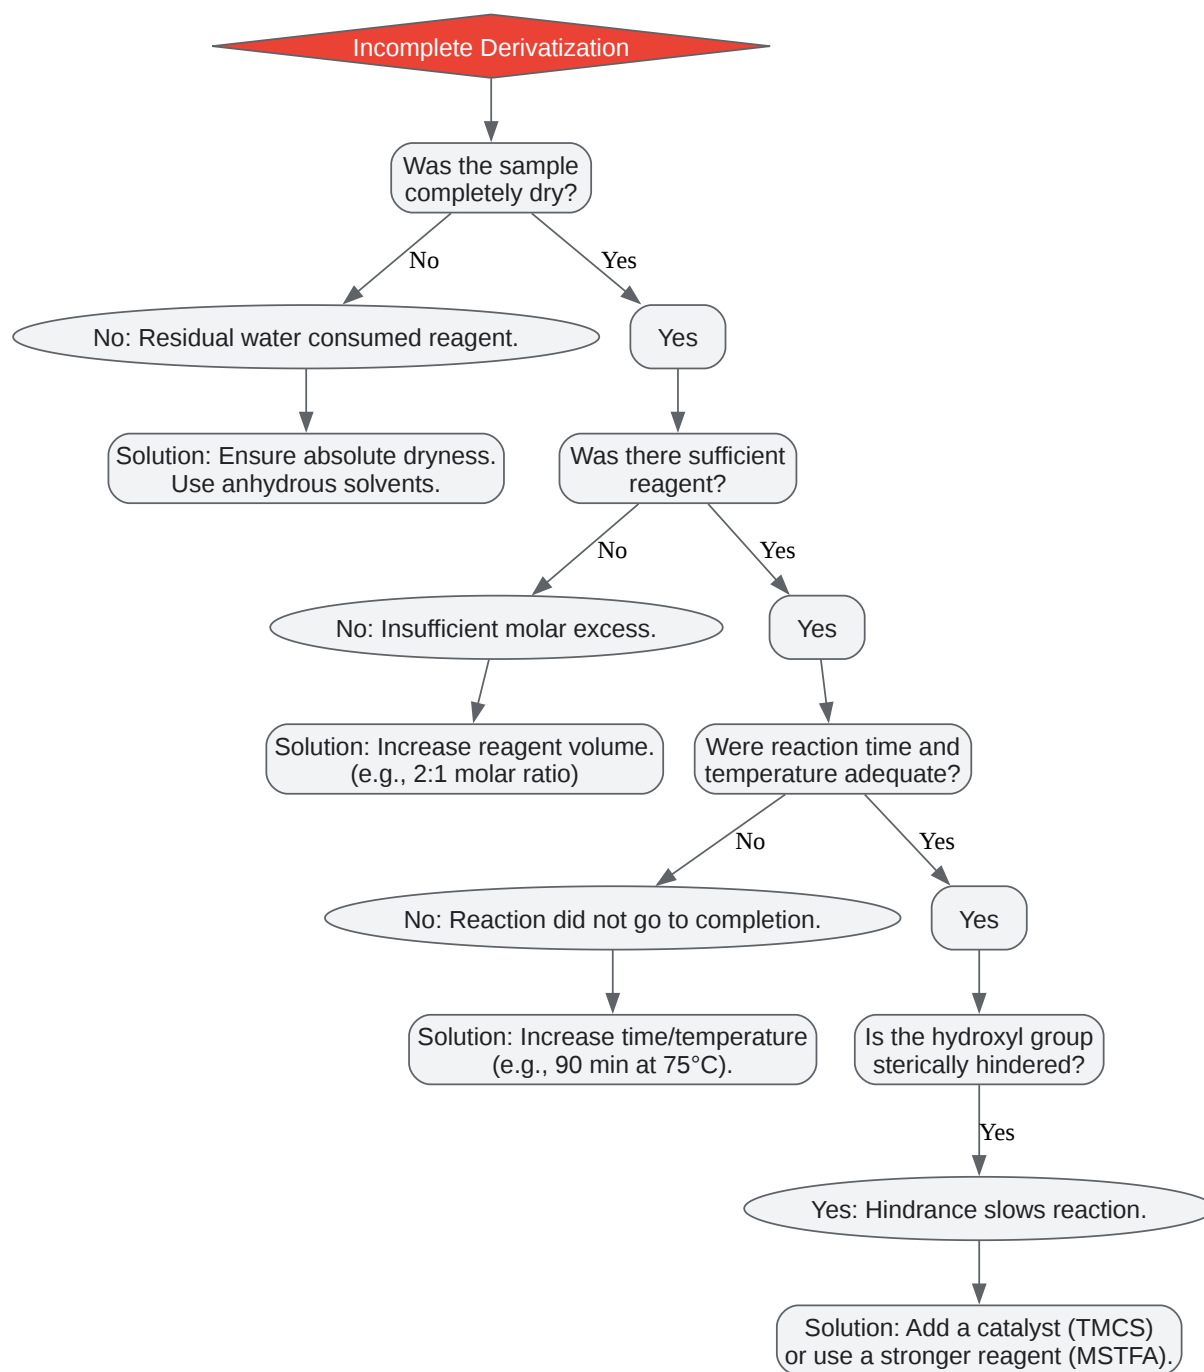 Incomplete Derivatization
Was the sample
completely dry?
No
Yes
No: Residual water consumed reagent.
Yes
Solution: Ensure absolute dryness.
Use anhydrous solvents.
Was there sufficient
reagent?
No
Yes
No: Insufficient molar excess.
Yes
Solution: Increase reagent volume.
(e.g., 2:1 molar ratio)
Were reaction time and
temperature adequate?
No
Yes
No: Reaction did not go to completion.
Yes
Solution: Increase time/temperature
(e.g., 90 min at 75°C).
Is the hydroxyl group
sterically hindered?
Yes
Yes: Hindrance slows reaction.
Solution: Add a catalyst (TMCS)
or use a stronger reagent (MSTFA).